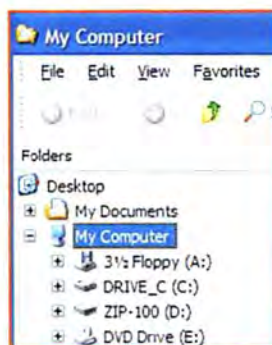 My Computer
File Edit View Favorites
Folders
Desktop
My Documents
My Computer
3½ Floppy (A:)
DRIVE_C (C:)
ZIP-100 (D:)
DVD Drive (E:)